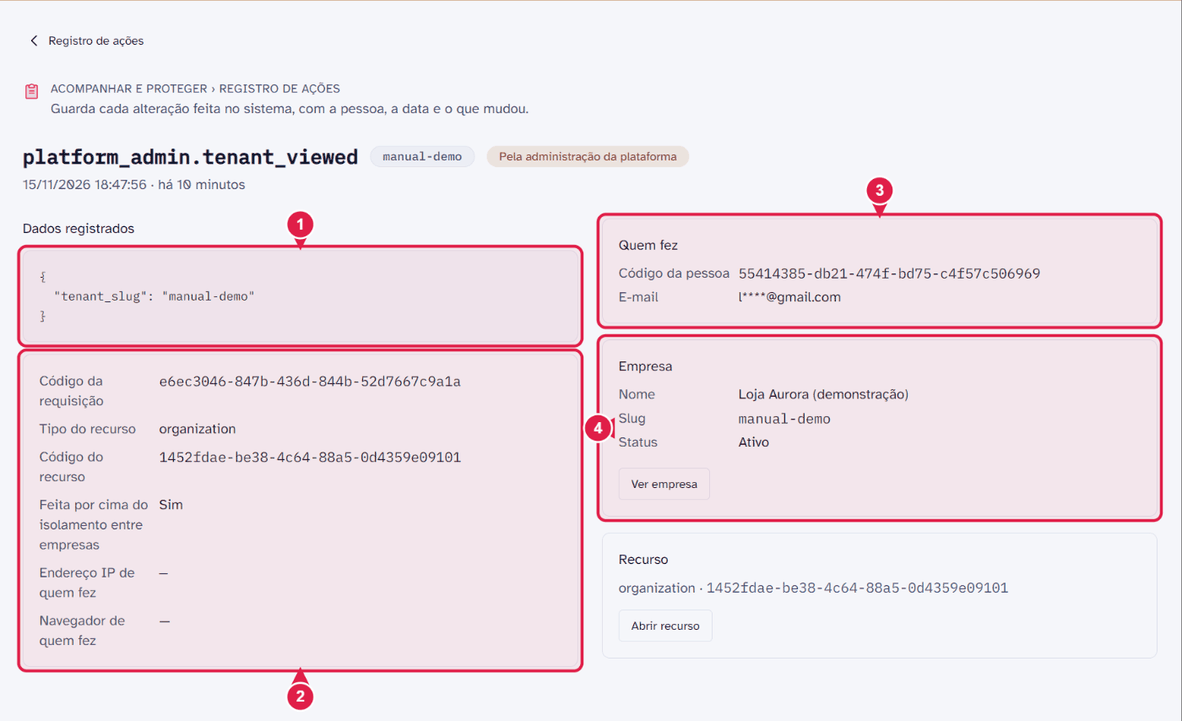 Registro de ações
ACOMPANHAR E PROTEGER › REGISTRO DE AÇÕES
Guarda cada alteração feita no sistema, com a pessoa, a data e o que mudou.
platform_admin.tenant_viewed
manual-demo
Pela administração da plataforma
15/11/2026 18:47:56 · há 10 minutos
Dados registrados
1
{
"tenant_slug": "manual-demo"
}
Código da
requisição
e6ec3046-847b-436d-844b-52d7667c9a1a
Tipo do recurso
organization
Código do
recurso
1452fdae-be38-4c64-88a5-0d4359e09101
Feita por cima do
isolamento entre
empresas
Sim
Endereço IP de
quem fez
—
Navegador de
quem fez
—
2
3
Quem fez
Código da pessoa
55414385-db21-474f-bd75-c4f57c506969
E-mail
l****@gmail.com
4
Empresa
Nome
Loja Aurora (demonstração)
Slug
manual-demo
Status
Ativo
Ver empresa
Recurso
organization · 1452fdae-be38-4c64-88a5-0d4359e09101
Abrir recurso